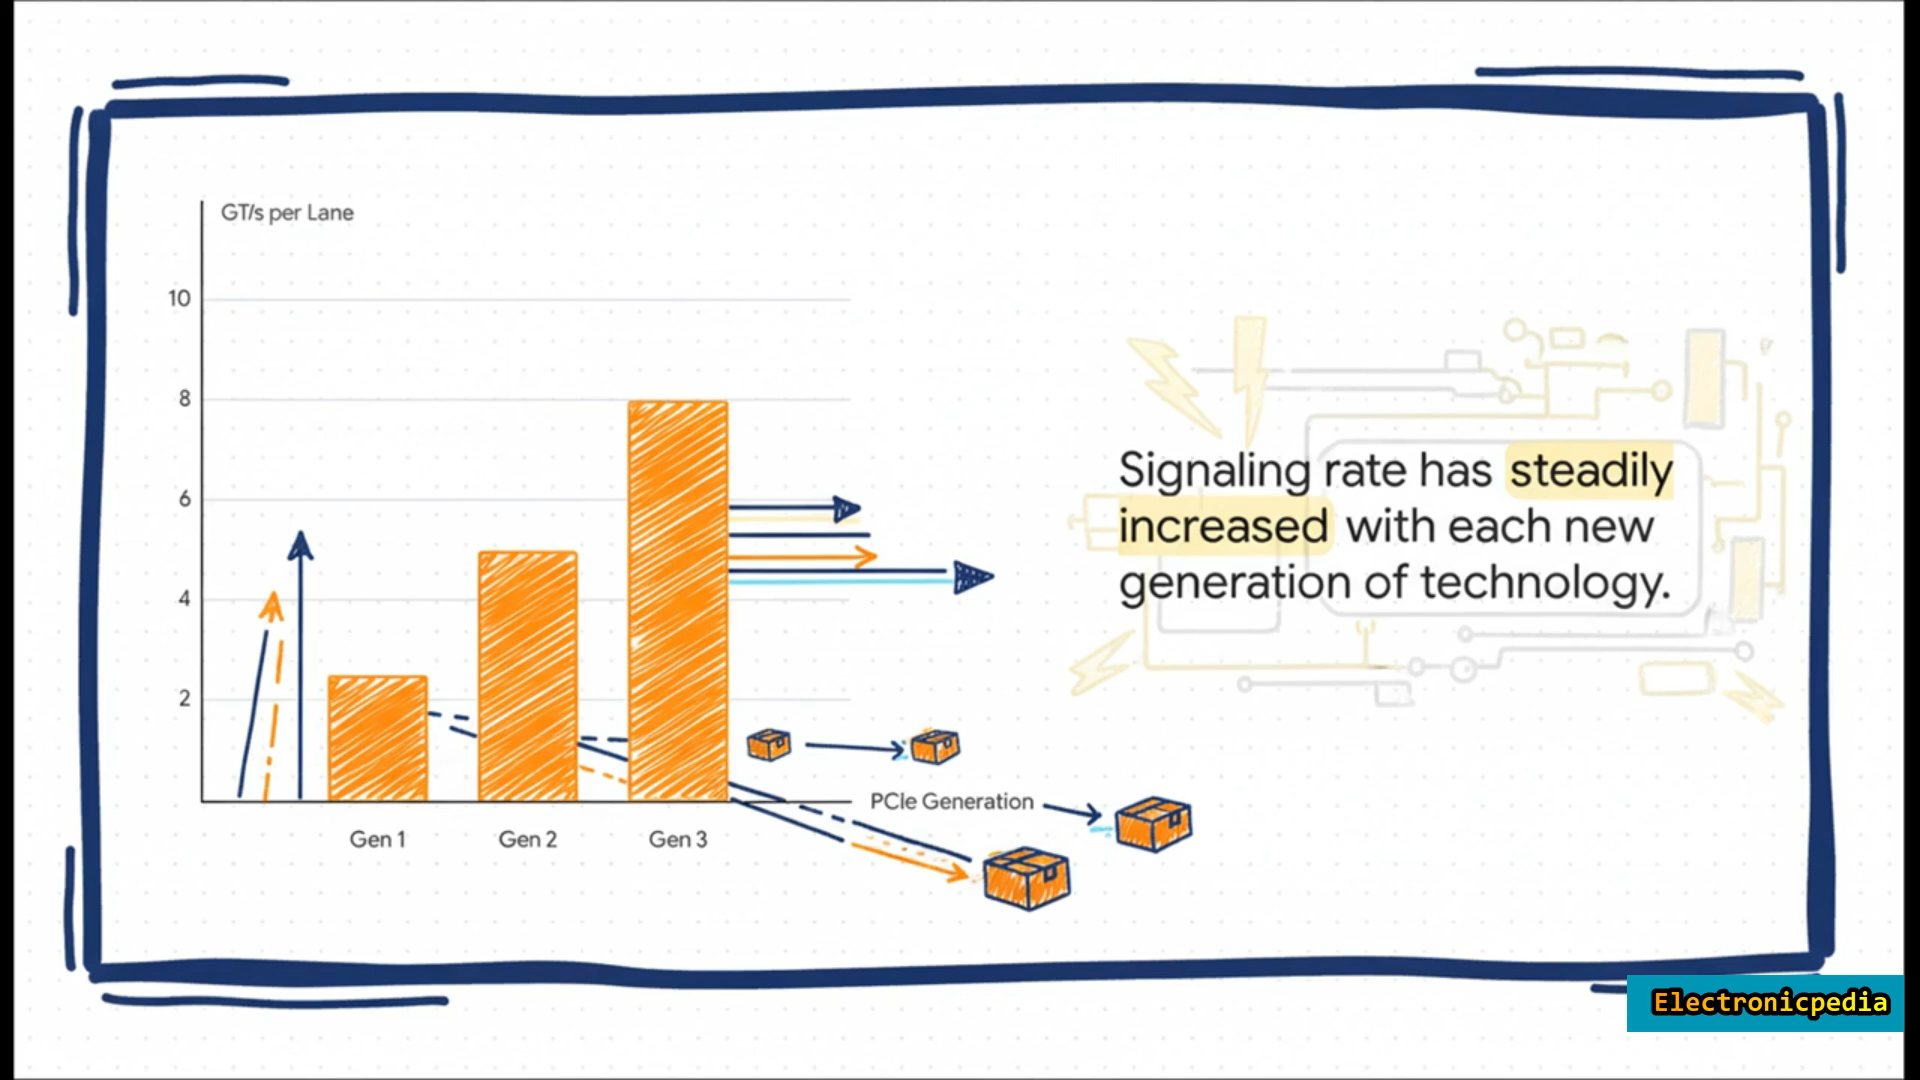 GT/s per Lane
10
8
6
4
2
Gen 1
Gen 2
Gen 3
PCIe Generation
Signaling rate has steadily
increased with each new
generation of technology.
Electronicpedia